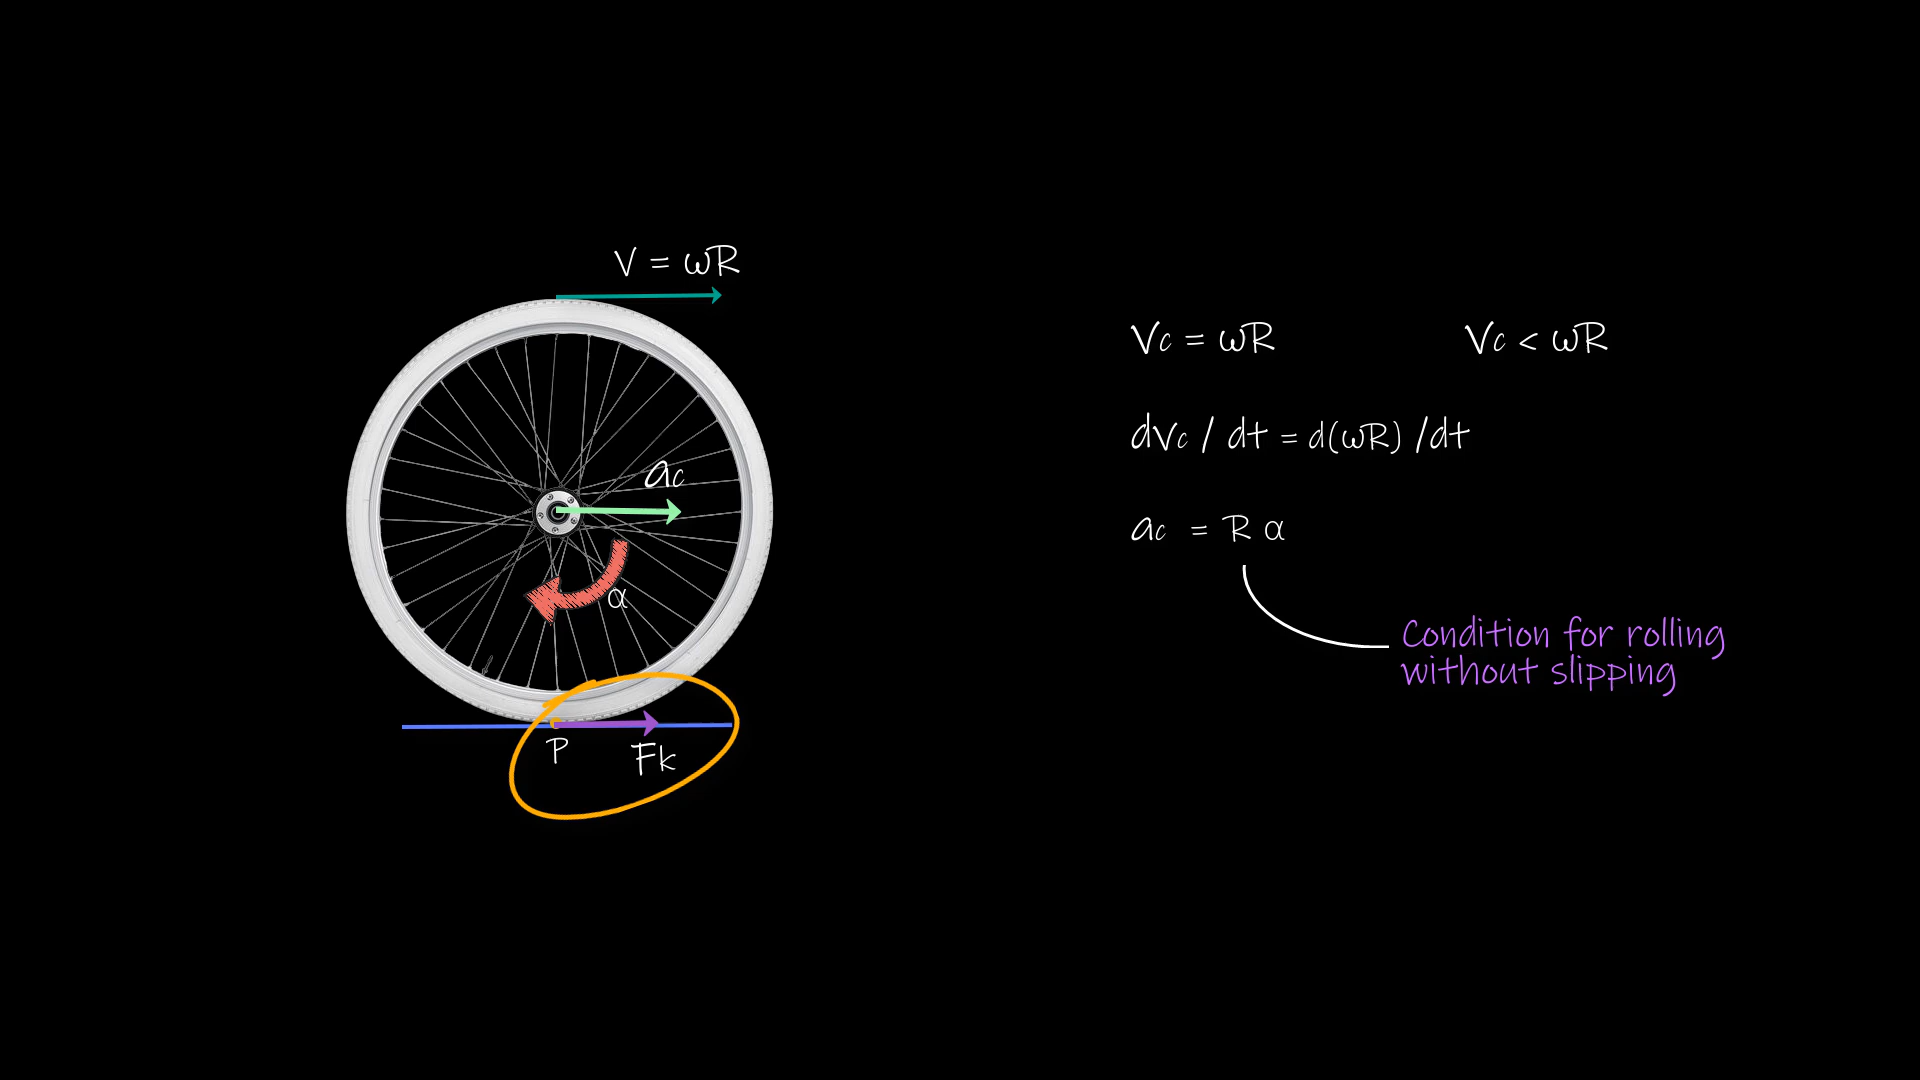 V = ωR
ac
α
P
Fk
Vc = ωR
Vc < ωR
dVc / dt = d(ωR) /dt
ac = R α
Condition for rolling
without slipping